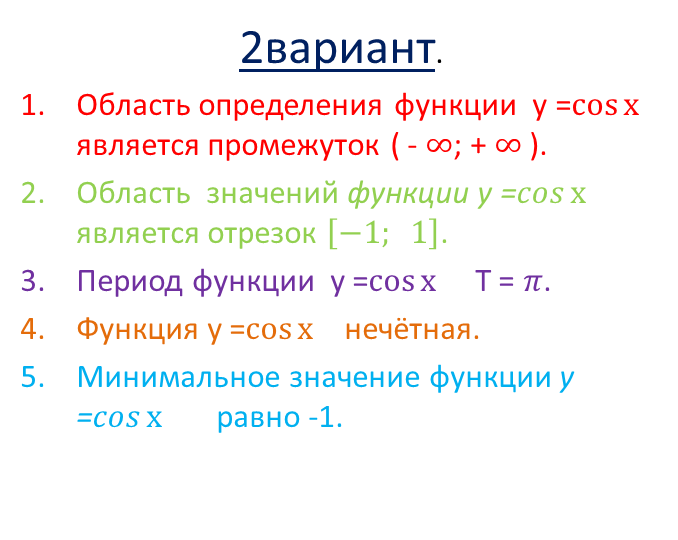 2вариант.
1. Область определения функции у =cos x
является промежуток ( - ∞; + ∞ ).
2. Область значений функции у =cos x
является отрезок [−1; 1].
3. Период функции у =cos x T = π.
4. Функция у =cos x нечётная.
5. Минимальное значение функции у
=cos x равно -1.